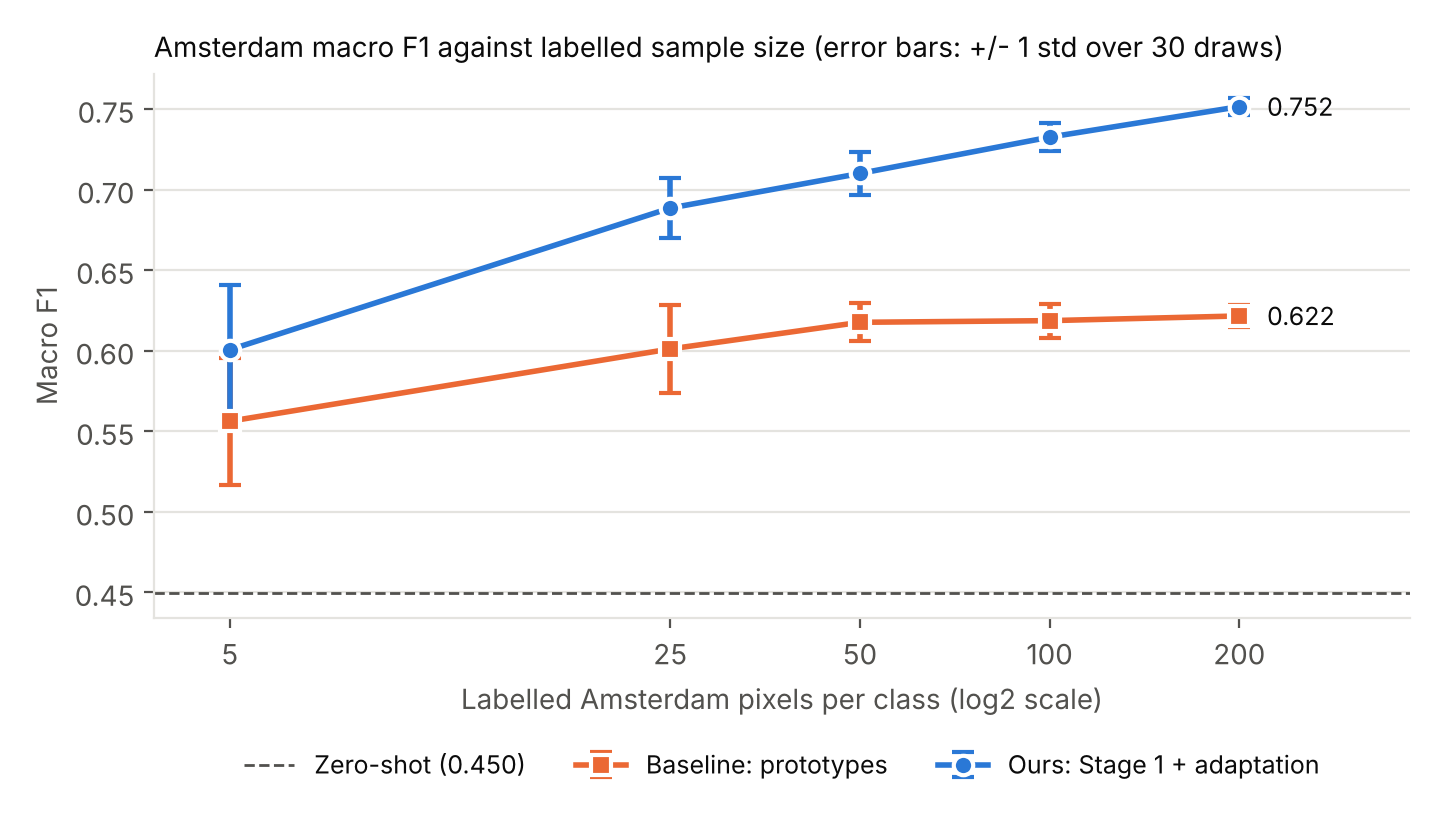 Amsterdam macro F1 against labelled sample size (error bars: +/- 1 std over 30 draws)
0.75
0.70
0.65
0.60
0.55
0.50
0.45
Macro F1
0.752
0.622
5 25 50 100 200
Labelled Amsterdam pixels per class (log2 scale)
Zero-shot (0.450) Baseline: prototypes Ours: Stage 1 + adaptation